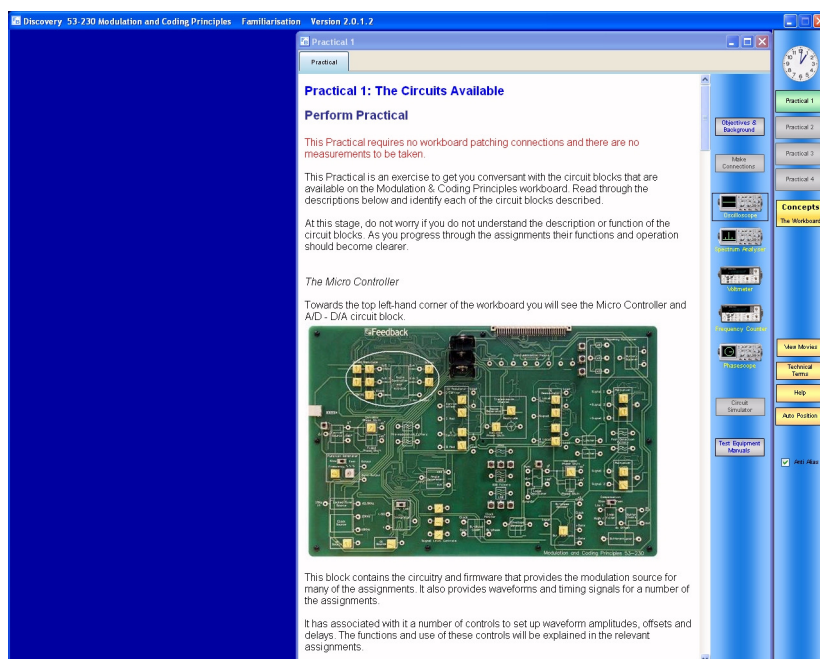 Discovery 53-230 Modulation and Coding Principles Familiarisation Version 2.0.1.2
Practical 1
Practical
Practical 1: The Circuits Available
Perform Practical
This Practical requires no workboard patching connections and there are no
measurements to be taken.
This Practical is an exercise to get you conversant with the circuit blocks that are
available on the Modulation & Coding Principles workboard. Read through the
descriptions below and identify each of the circuit blocks described.
At this stage, do not worry if you do not understand the description or function of the
circuit blocks. As you progress through the assignments their functions and operation
should become clearer.
The Micro Controller
Towards the top left-hand corner of the workboard you will see the Micro Controller and
A/D - D/A circuit block.
Feedback
Modulation and Coding Principles 53-230
This block contains the circuitry and firmware that provides the modulation source for
many of the assignments. It also provides waveforms and timing signals for a number of
the assignments.
It has associated with it a number of controls to set up waveform amplitudes, offsets and
delays. The functions and use of these controls will be explained in the relevant
assignments.
Objectives &
Background
Make
Connections
Oscilloscope
Spectrum Analyzer
Voltmeter
Frequency Counter
Phasescope
Circuit
Simulator
Test Equipment
Manuals
Practical 1
Practical 2
Practical 3
Practical 4
Concepts
The Workboard
View Movies
Technical
Terms
Help
Auto Position
Anti Alias